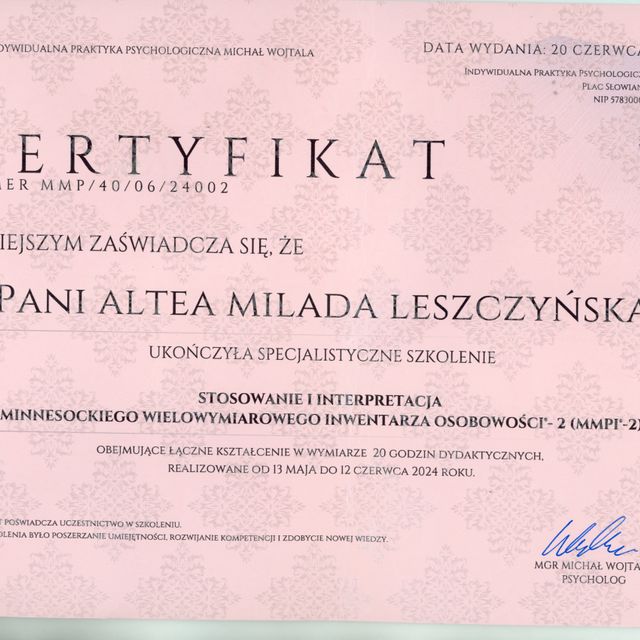 NDYWIDUALNA PRAKTYKA PSYCHOLOGICZNA MICHAŁ WOJTALA
DATA WYDANIA: 20 CZERWCA
INDYWIDUALNA PRAKTYKA PSYCHOLOGIC
PLAC SŁOWIAN
NIP 5783000
ERTYFIKAT
MER MMP/40/06/24002
IEJSZYM ZAŚWIADCZA SIĘ, ŻE
PANI ALTEA MILADA LESZCZYŃSKA
UKOŃCZYŁA SPECJALISTYCZNE SZKOLENIE
STOSOWANIE I INTERPRETACJA
MINNESOCKIEGO WIELOWYMIAROWEGO INWENTARZA OSOBOWOŚCI®- 2 (MMPI®-2)
OBEJMUJĄCE ŁĄCZNE KSZTAŁCENIE W WYMIARZE 20 GODZIN DYDAKTYCZNYCH,
REALIZOWANE OD 13 MAJA DO 12 CZERWCA 2024 ROKU.
T POŚWIADCZA UCZESTNICTWO W SZKOLENIU.
OLENIA BYŁO POSZERZANIE UMIEJĘTNOŚCI, ROZWIJANIE KOMPETENCJI I ZDOBYCIE NOWEJ WIEDZY.
MGR MICHAŁ WOJTA
PSYCHOLOG